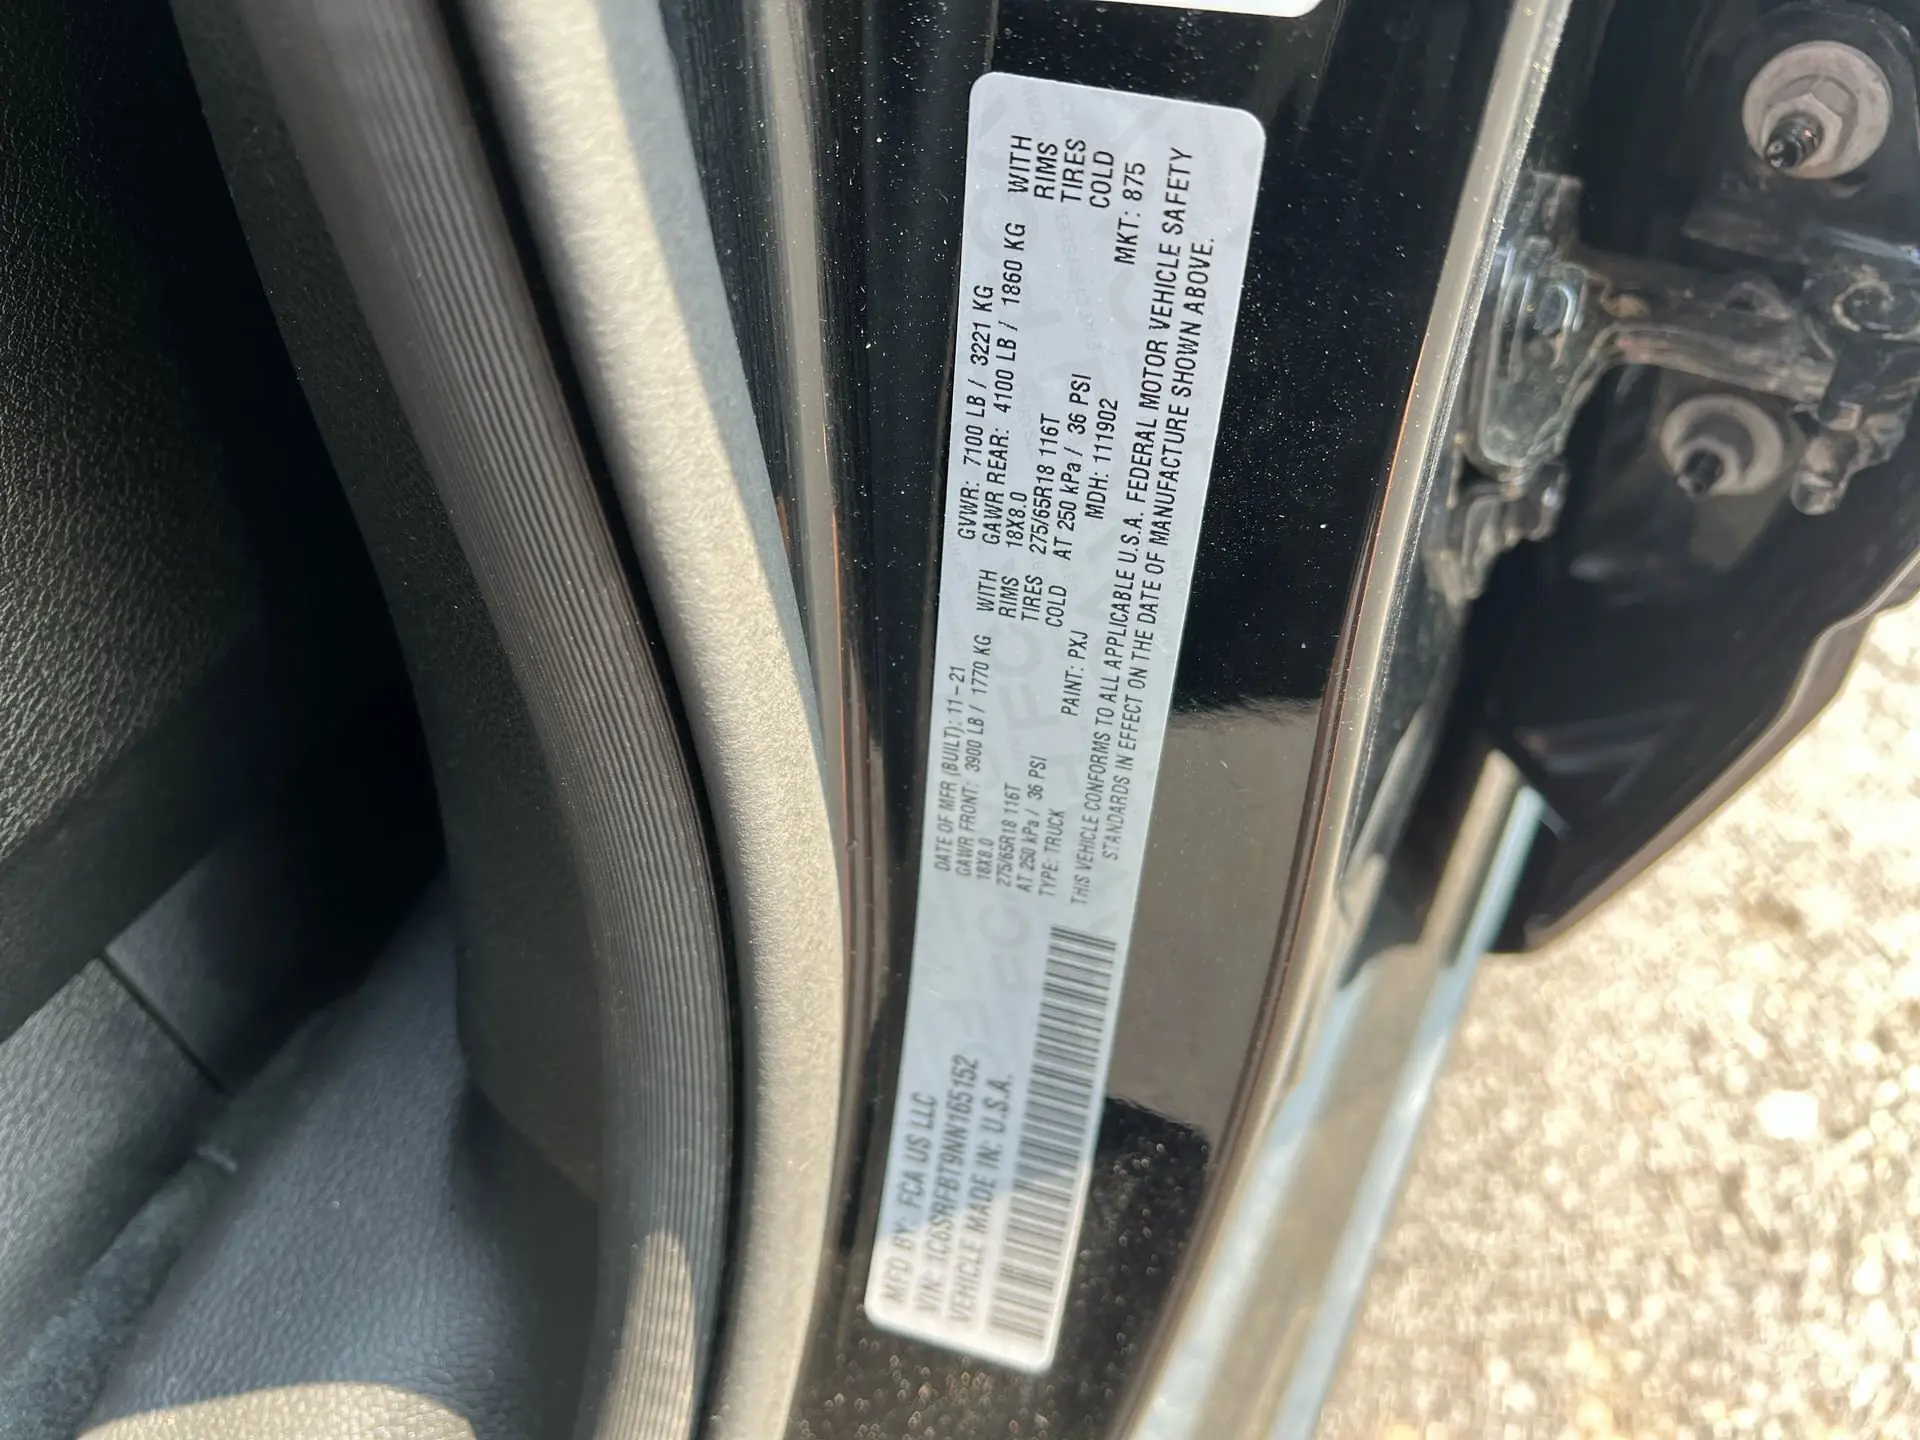 MFD BY: FCA US LLC
VIN: 1C6SRFBT9NN165152
VEHICLE MADE IN: U.S.A.
DATE OF MFR (BUILT): 11-21 GVWR: 7100 LB / 3221 KG
GAWR FRONT: 3900 LB / 1770 KG WITH GAWR REAR: 4100 LB / 1860 KG WITH
18X8.0 RIMS 18X8.0 RIMS
275/65R18 116T TIRES 275/65R18 116T TIRES
AT 250 kPa / 36 PSI COLD AT 250 kPa / 36 PSI COLD
TYPE: TRUCK PAINT: PXJ MDH: 111902 MKT: 875
THIS VEHICLE CONFORMS TO ALL APPLICABLE U.S.A. FEDERAL MOTOR VEHICLE SAFETY
STANDARDS IN EFFECT ON THE DATE OF MANUFACTURE SHOWN ABOVE.